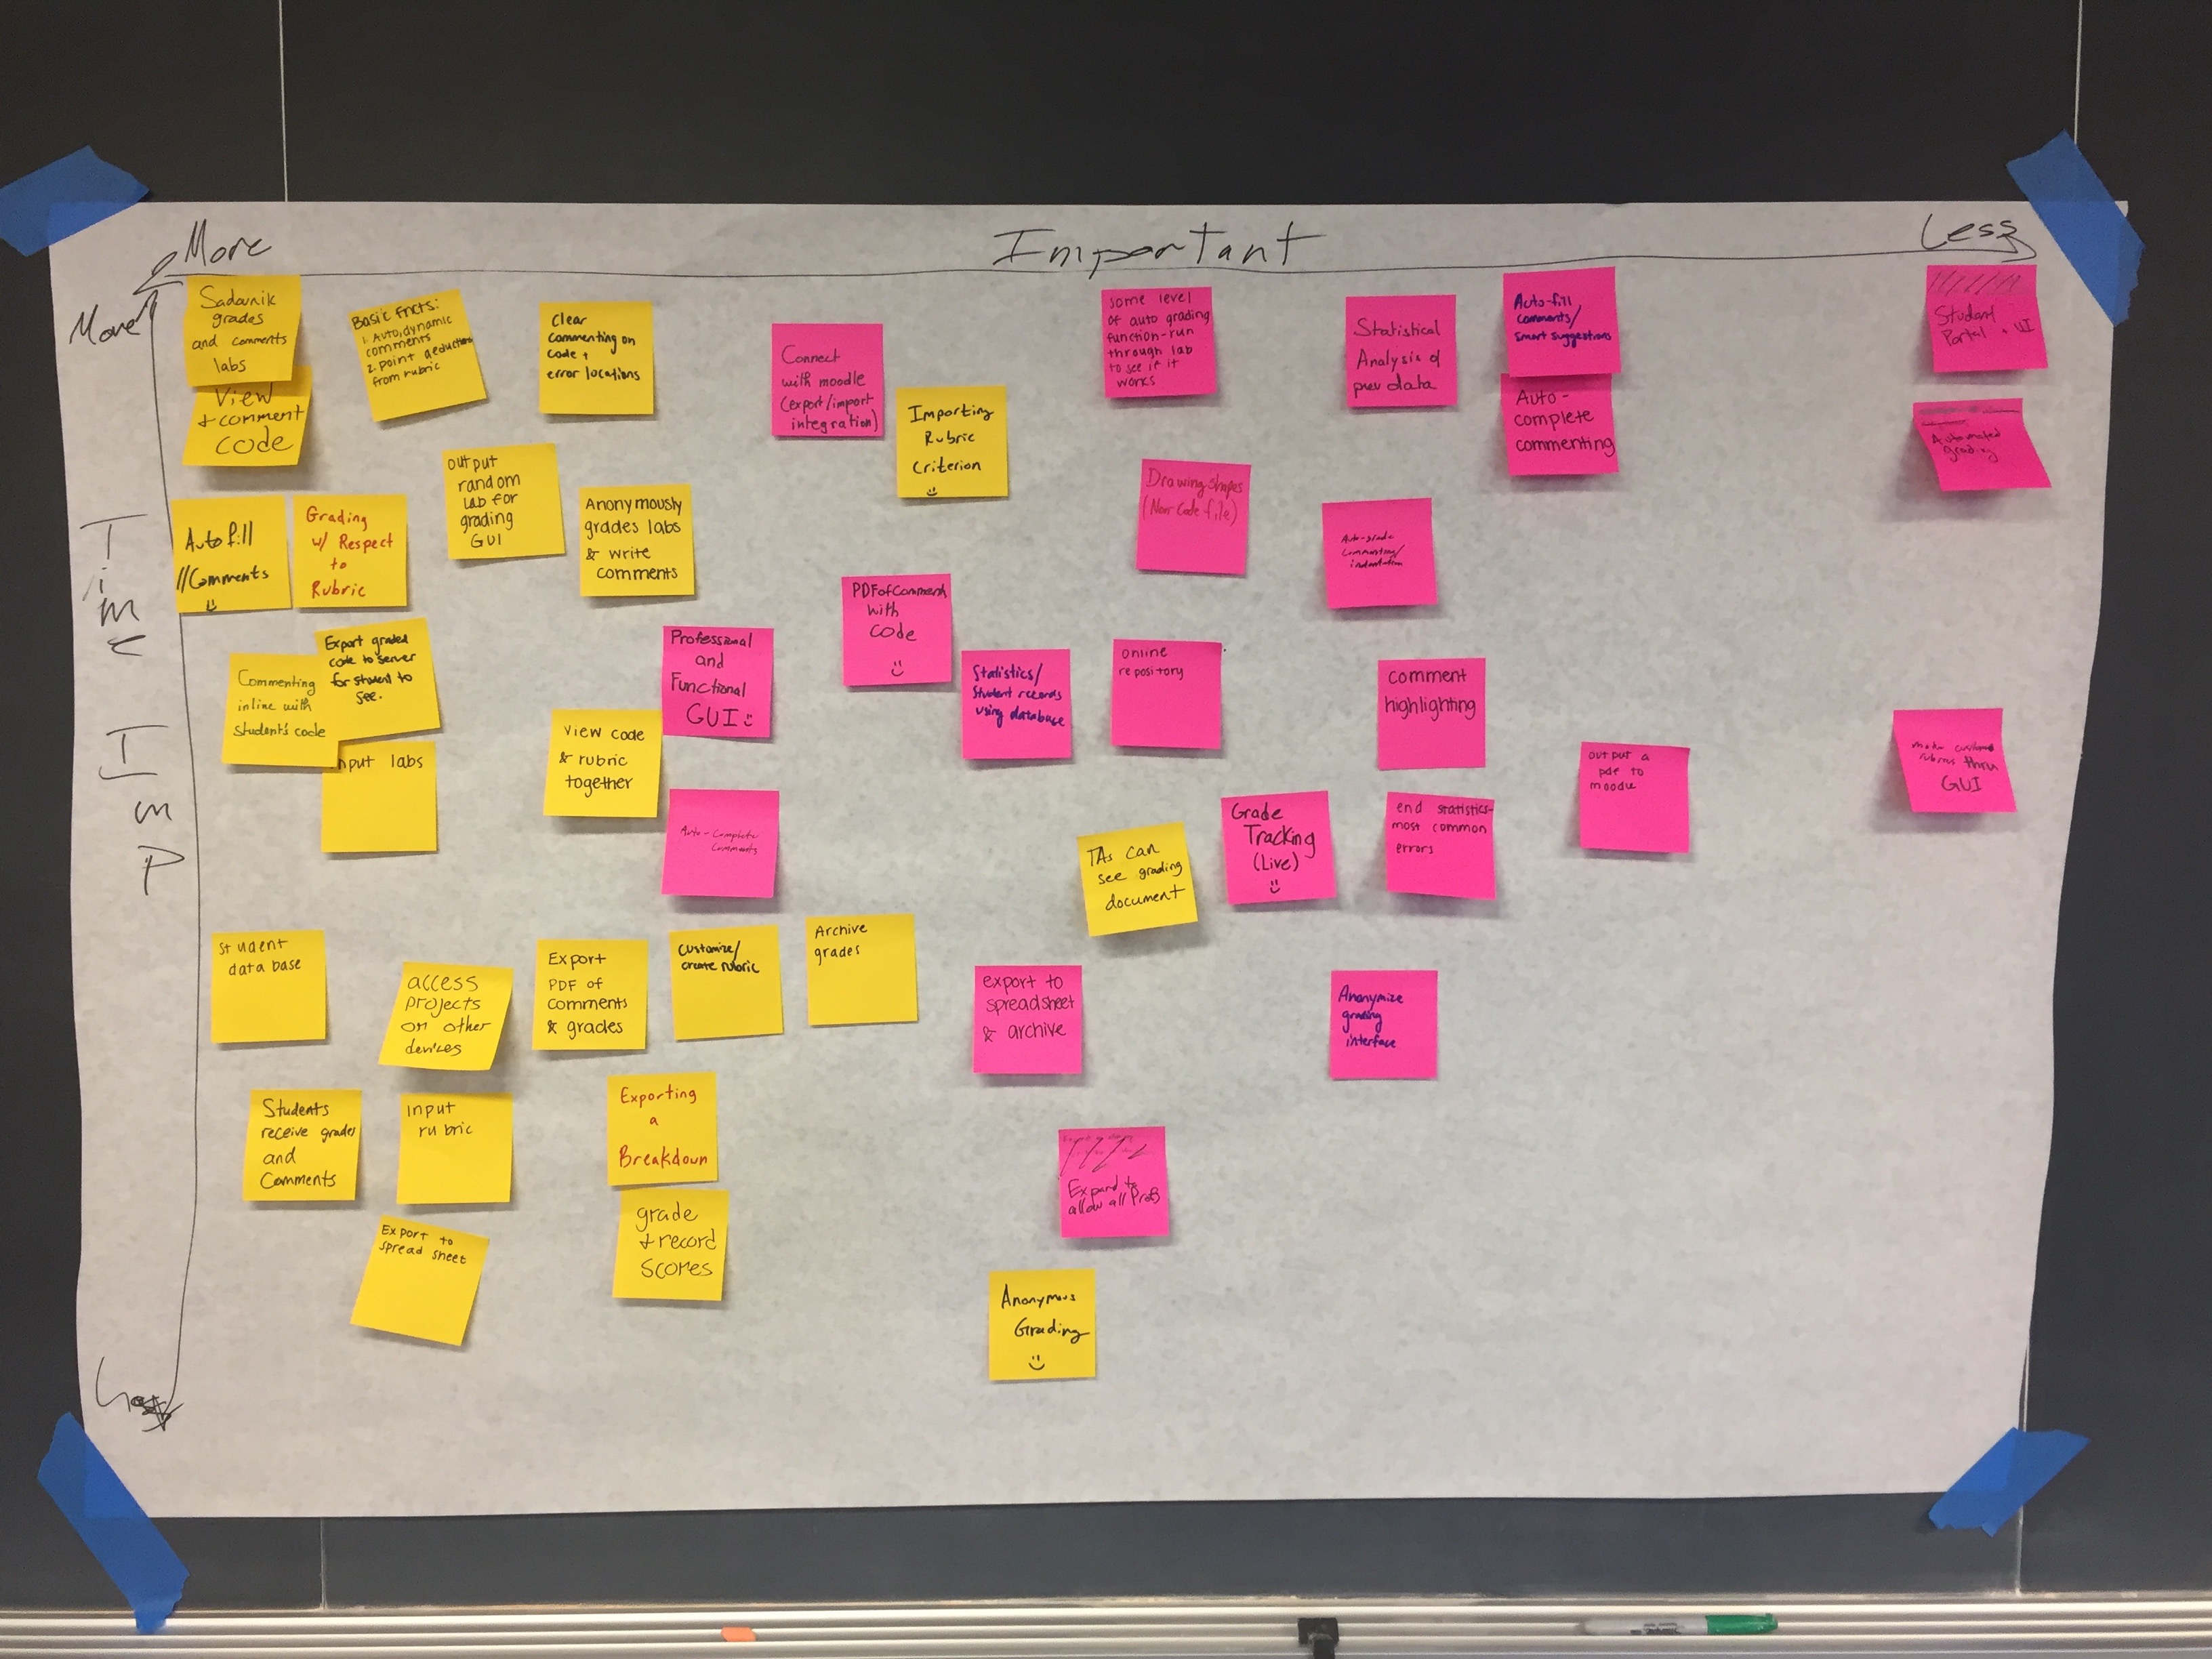 More
Important
Less
More
Time Imp
Less
Sadovnik
grades
and comments
labs
View
+ comment
code
Basic Fncts:
1. Auto, dynamic
comments
2. point deductions
from rubric
Clear
commenting on
code +
error locations
Connect
with moodle
(export/import
integration)
Importing
Rubric
Criterion
some level
of auto grading
function-run
through lab
to see if it
works
Statistical
Analysis of
prev data
Auto-fill
comments/
smart suggestions
Auto-
complete
commenting
Student
Portal + UI
Automated
grading
Autofill
//Comments
Grading
w/ Respect
to
Rubric
output
random
lab for
grading
GUI
Anonymously
grades labs
& write
comments
Drawing shapes
(Non Code file)
Auto-grade
commenting/
indentation
Commenting
inline with
student's code
Export graded
code to server
for student to
see.
input labs
View code
& rubric
together
Professional
and
Functional
GUI
PDF of Comments
with
code
Statistics/
student records
using database
online
repository
comment
highlighting
output a
pdf to
moodle
rubrics thru
GUI
Auto-Complete
Comments
TAs can
see grading
document
Grade
Tracking
(Live)
end statistics-
most common
errors
student
data base
access
projects
on other
devices
Export
PDF of
comments
& grades
customize/
create rubric
Archive
grades
export to
spreadsheet
& archive
Anonymize
grading
interface
Students
receive grades
and
Comments
input
rubric
Exporting
a
Breakdown
grade
+ record
scores
Export to
spread sheet
Expand to
allow all Profs
Anonymous
Grading